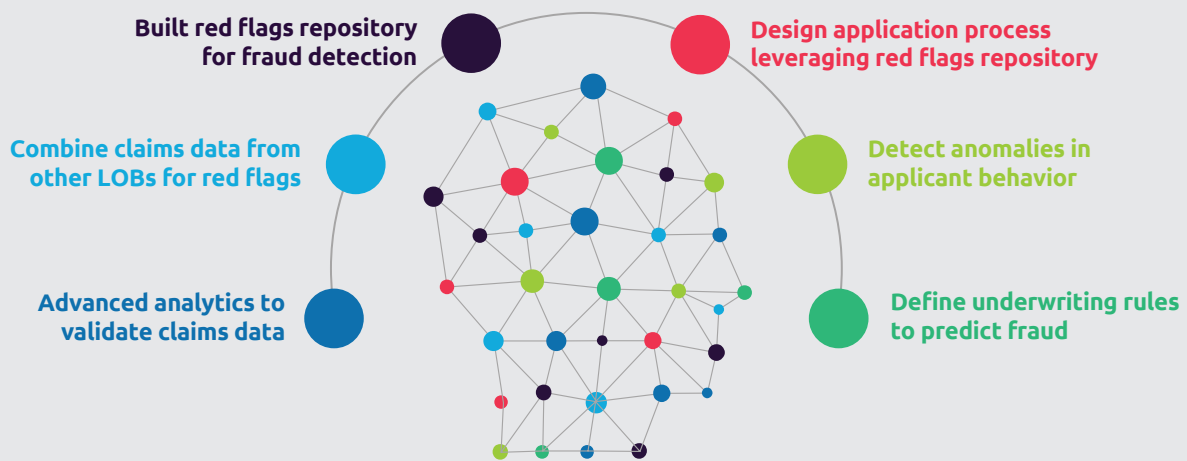 Built red flags repository
for fraud detection
Design application process
leveraging red flags repository
Combine claims data from
other LOBs for red flags
Detect anomalies in
applicant behavior
Advanced analytics to
validate claims data
Define underwriting rules
to predict fraud